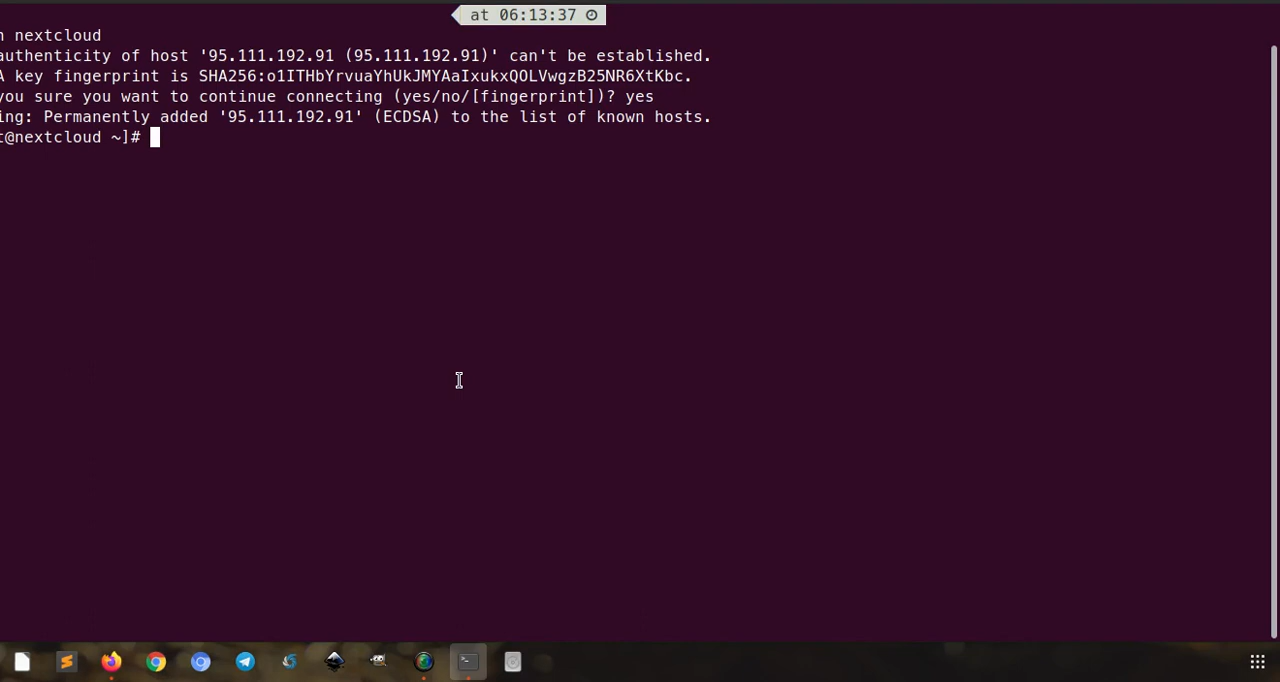 at 06:13:37
nextcloud
authenticity of host '95.111.192.91 (95.111.192.91)' can't be established.
A key fingerprint is SHA256:o1ITHbYrvuaYhUkJMYAaIxukxQOLVwgzB25NR6XtKbc.
you sure you want to continue connecting (yes/no/[fingerprint])? yes
ing: Permanently added '95.111.192.91' (ECDSA) to the list of known hosts.
t@nextcloud ~]#